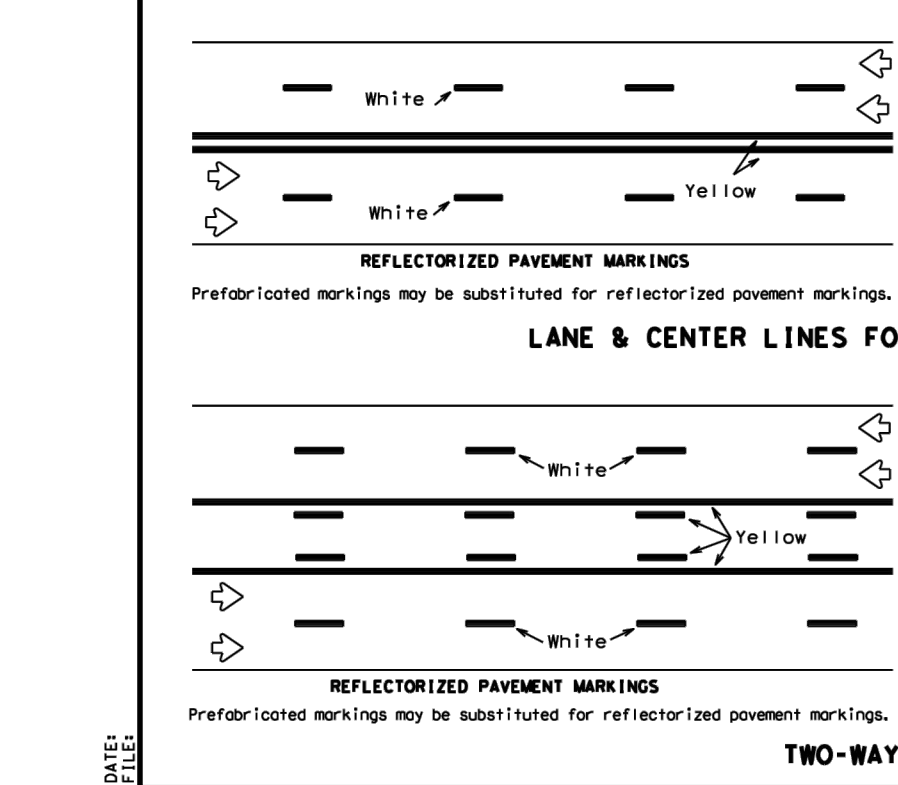 White
Yellow
White
REFLECTORIZED PAVEMENT MARKINGS
Prefabricated markings may be substituted for reflectorized pavement markings.
LANE & CENTER LINES FO
White
Yellow
White
REFLECTORIZED PAVEMENT MARKINGS
Prefabricated markings may be substituted for reflectorized pavement markings.
TWO-WAY
DATE:
FILE: